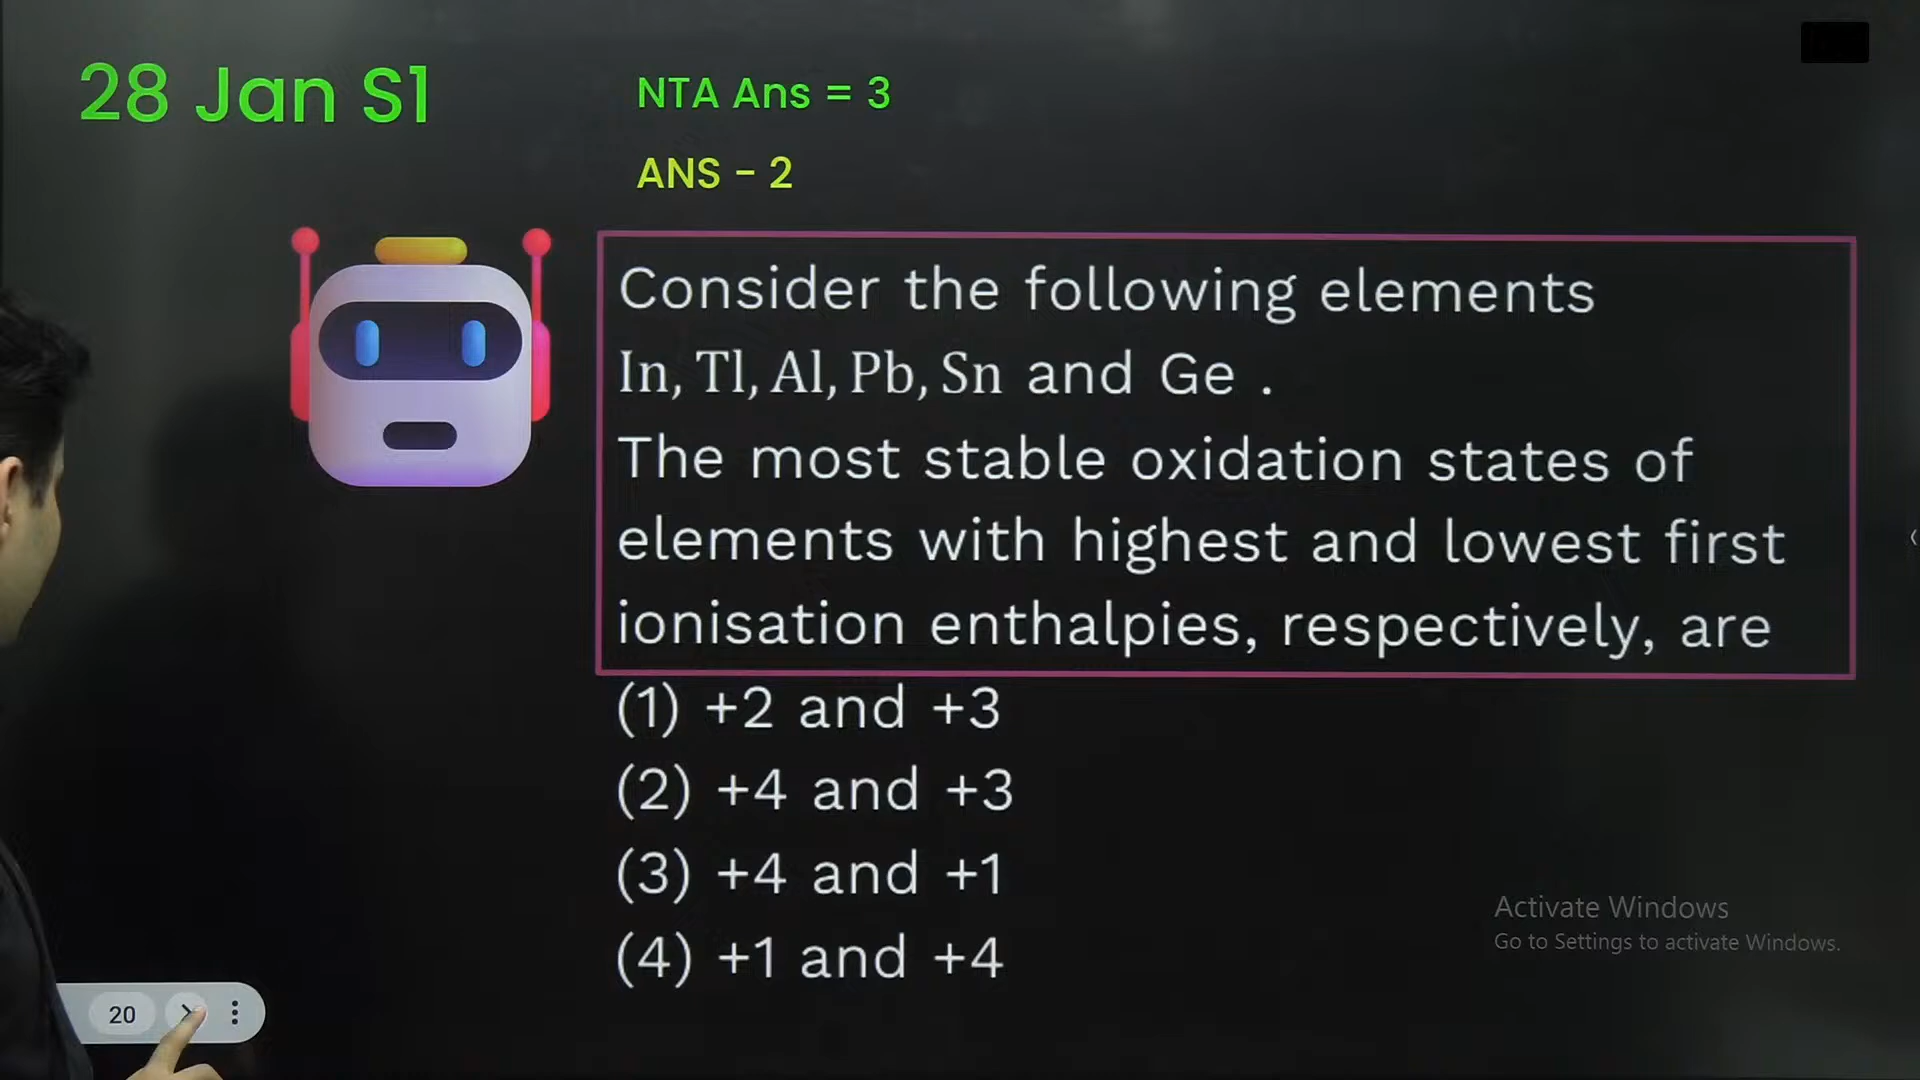 28 Jan S1
NTA Ans = 3
ANS - 2
Consider the following elements
In, Tl, Al, Pb, Sn and Ge .
The most stable oxidation states of
elements with highest and lowest first
ionisation enthalpies, respectively, are
(1) +2 and +3
(2) +4 and +3
(3) +4 and +1
(4) +1 and +4
Activate Windows
Go to Settings to activate Windows.
20